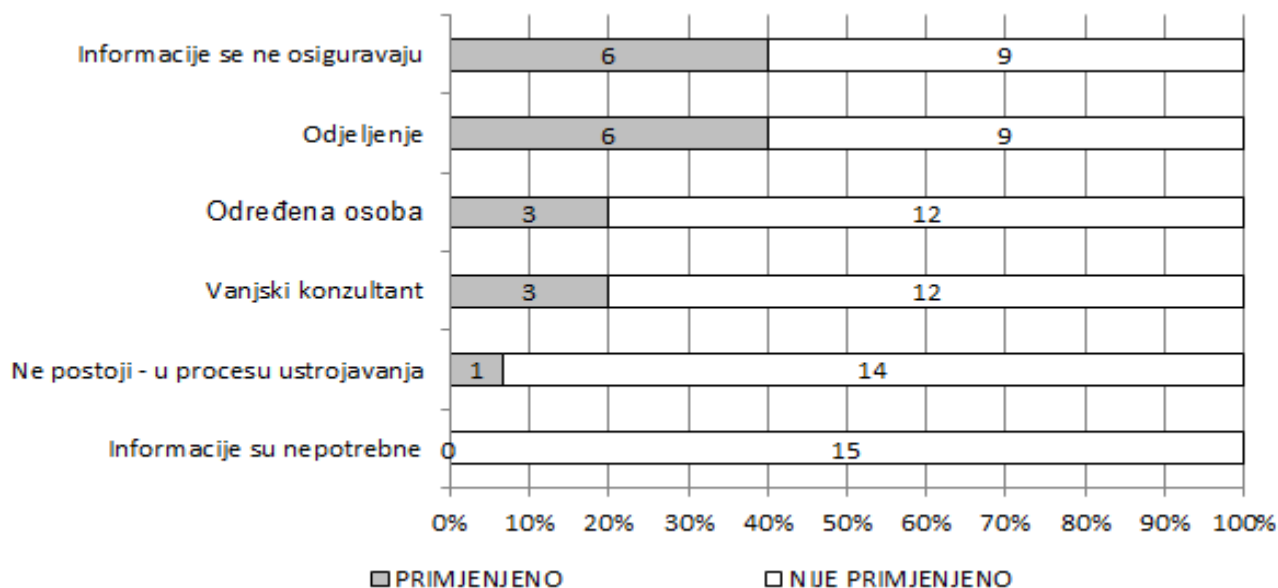 Informacije se ne osiguravaju 6 9
Odjeljenje 6 9
Određena osoba 3 12
Vanjski konzultant 3 12
Ne postoji - u procesu ustrojavanja 1 14
Informacije su nepotrebne 0 15
0% 10% 20% 30% 40% 50% 60% 70% 80% 90% 100%
PRIMJENJENO NIJE PRIMJENJENO